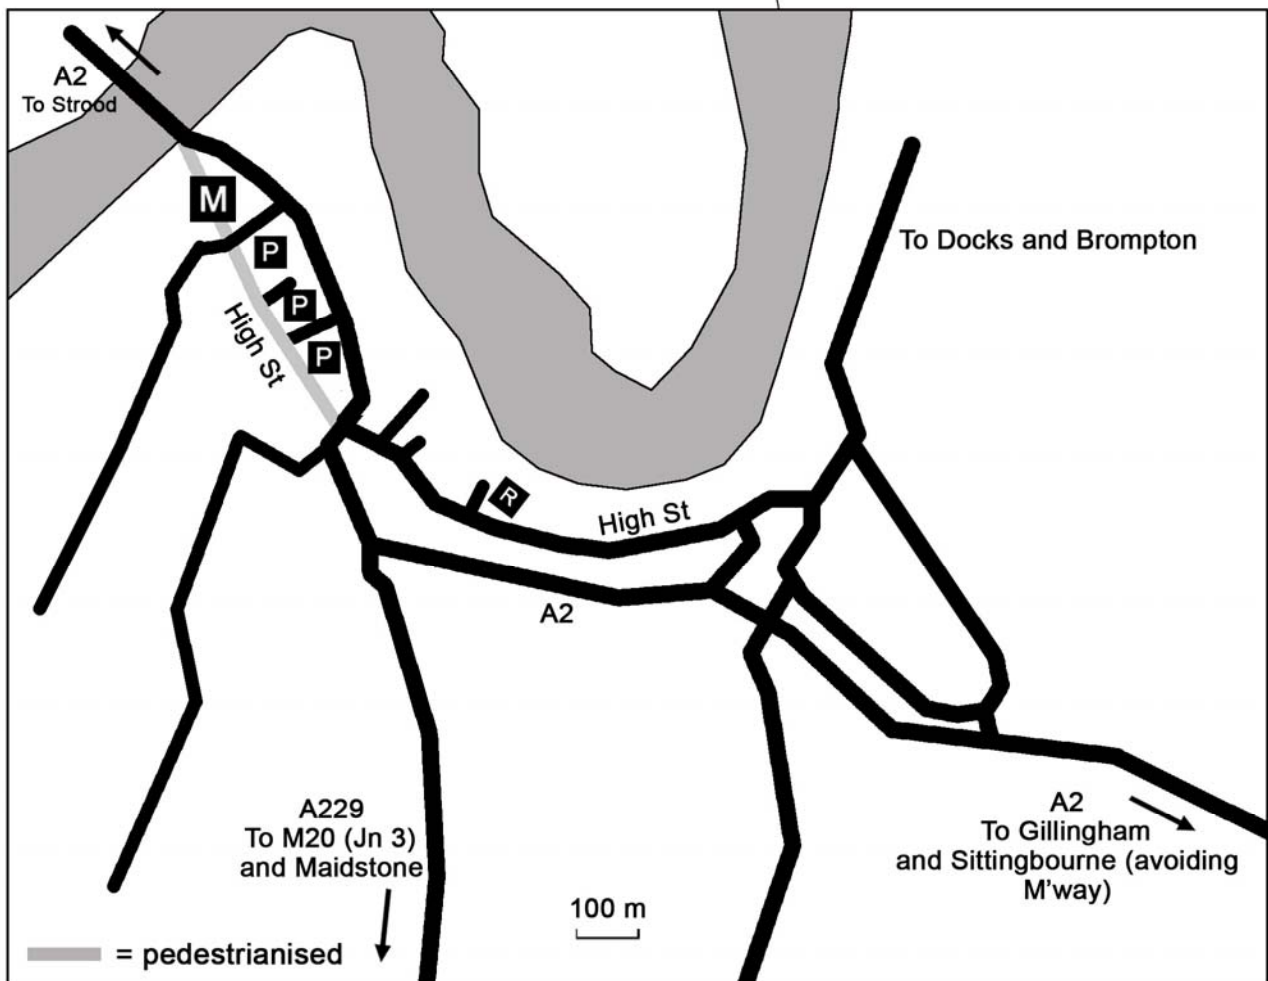 A2
To Strood
M
P
P
P
High St
To Docks and Brompton
R
High St
A2
A229
To M20 (Jn 3)
and Maidstone
A2
To Gillingham
and Sittingbourne (avoiding
M'way)
100 m
= pedestrianised